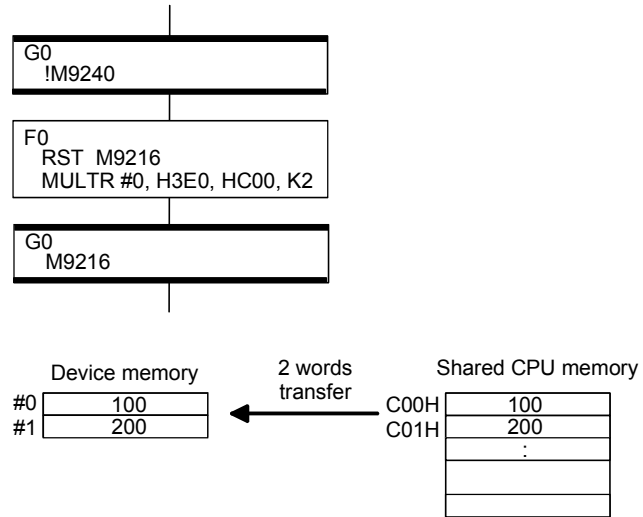 G0
!M9240
F0
RST M9216
MULTR #0, H3E0, HC00, K2
G0
M9216
Device memory
2 words
transfer
Shared CPU memory
#0 100
#1 200
C00H 100
C01H 200
: